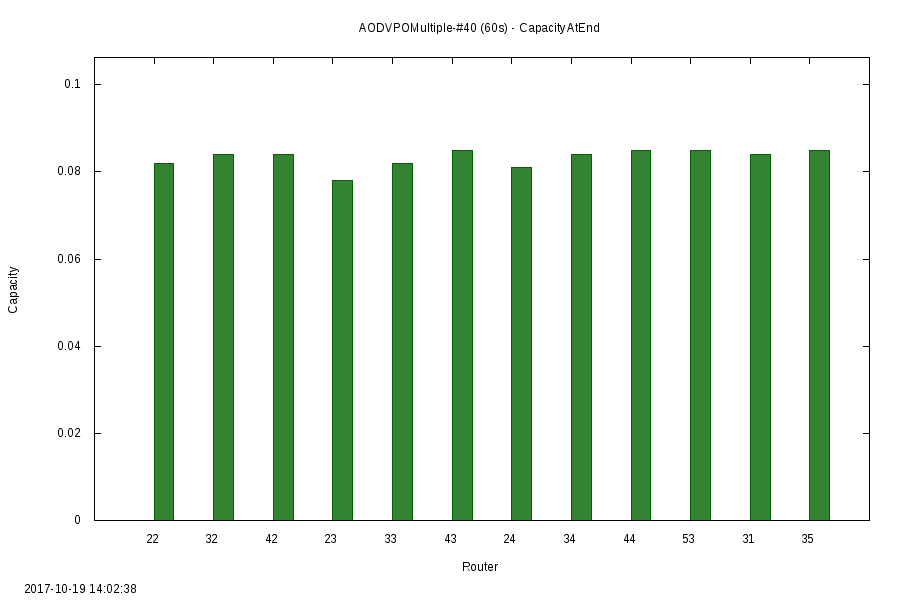 AODVPOMultiple-#40 (60s) - CapacityAtEnd
0.1
0.08
0.06
0.04
0.02
0
Capacity
22 32 42 23 33 43 24 34 44 53 31 35
Router
2017-10-19 14:02:38